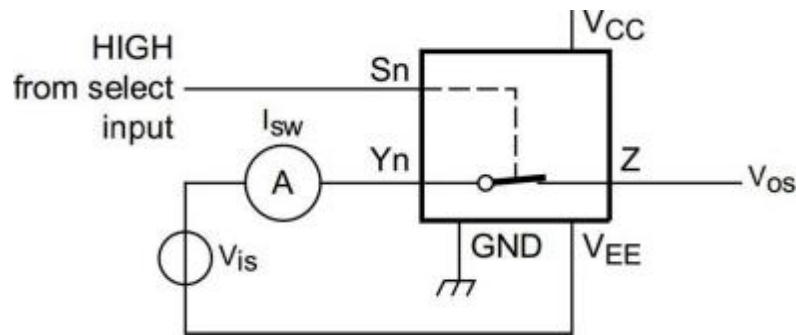 VCC
HIGH
from select
input
Sn
ISW
A
Yn
Z
Vos
Vis
GND
VEE